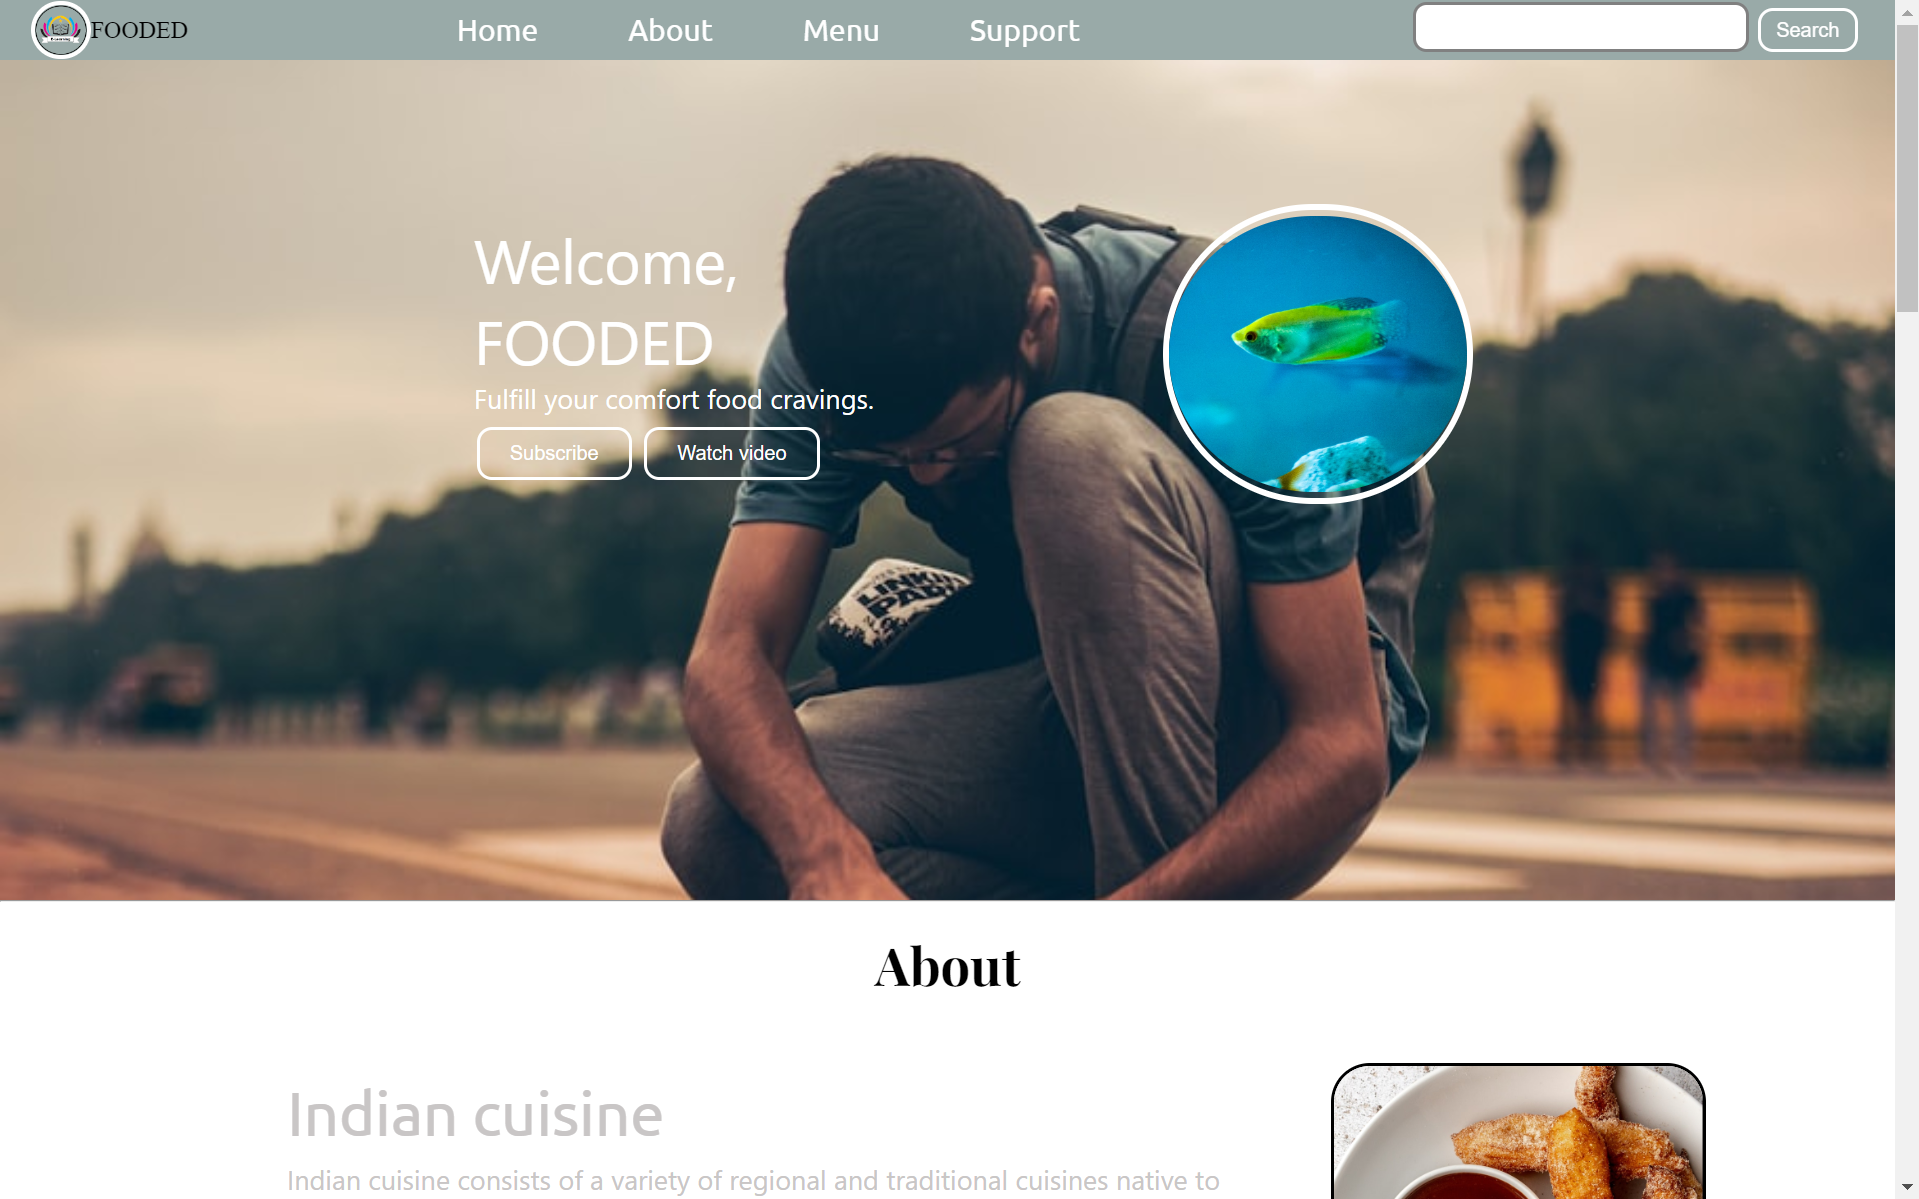 FOODED
Home
About
Menu
Support
Search
Welcome,
FOODED
Fulfill your comfort food cravings.
Subscribe
Watch video
LINKIN
PARK
About
Indian cuisine
Indian cuisine consists of a variety of regional and traditional cuisines native to